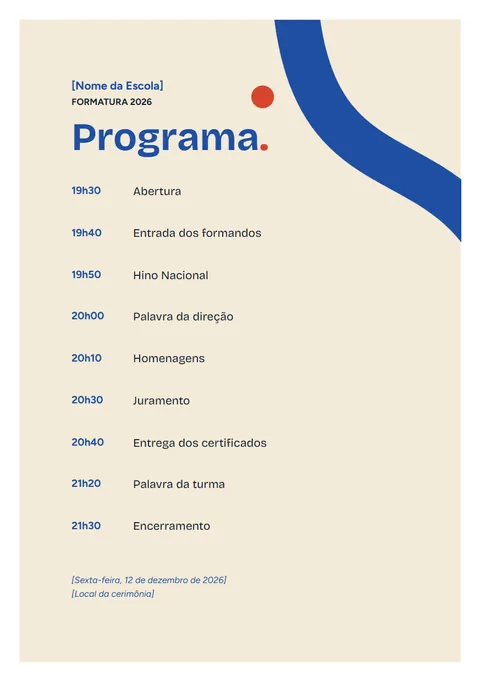 [Nome da Escola]
FORMATURA 2026
Programa.
19h30 Abertura
19h40 Entrada dos formandos
19h50 Hino Nacional
20h00 Palavra da direção
20h10 Homenagens
20h30 Juramento
20h40 Entrega dos certificados
21h20 Palavra da turma
21h30 Encerramento
[Sexta-feira, 12 de dezembro de 2026]
[Local da cerimônia]